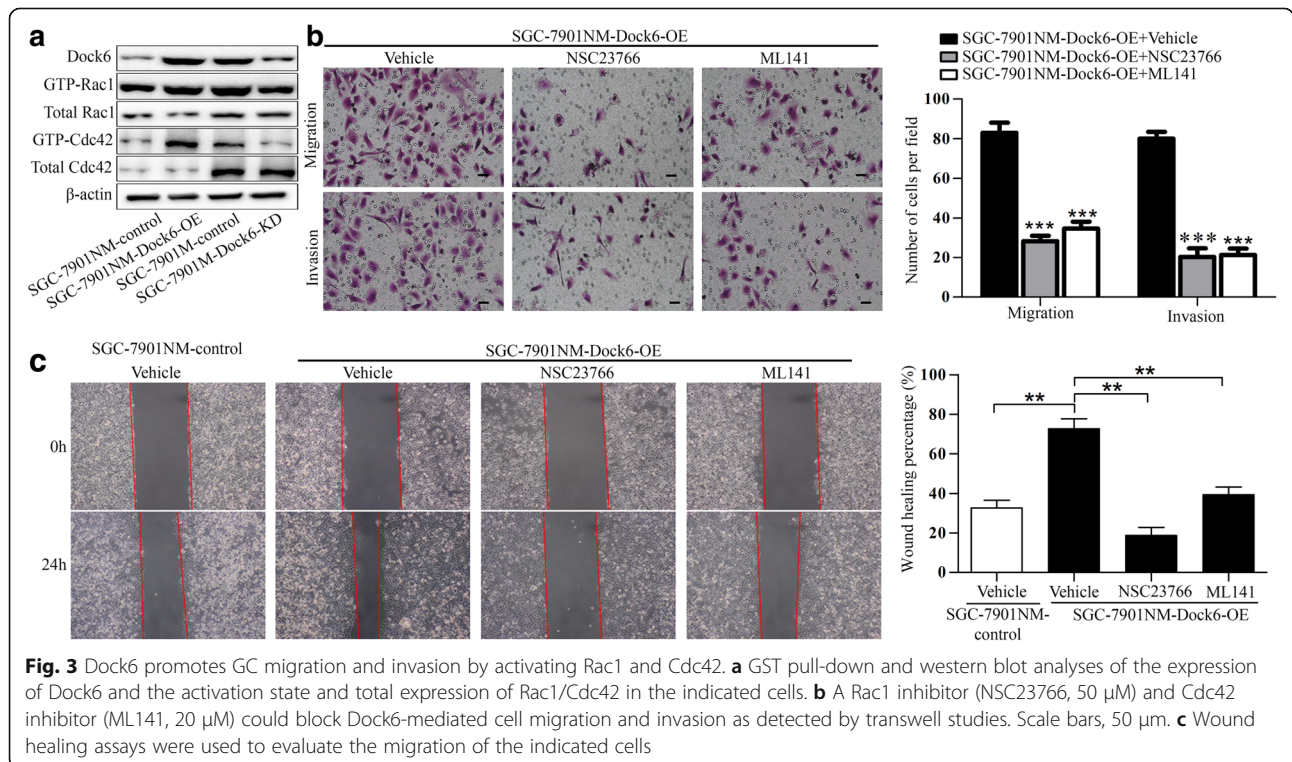 a
Dock6
GTP-Rac1
Total Rac1
GTP-Cdc42
Total Cdc42
β-actin
SGC-7901NM-control
SGC-7901NM-Dock6-OE
SGC-7901M-control
SGC-7901M-Dock6-KD
b
SGC-7901NM-Dock6-OE
Vehicle NSC23766 ML141
Migration
Invasion
SGC-7901NM-Dock6-OE+Vehicle
SGC-7901NM-Dock6-OE+NSC23766
SGC-7901NM-Dock6-OE+ML141
Number of cells per field
100
80
60
40
20
0
*** *** *** ***
Migration Invasion
c
SGC-7901NM-control SGC-7901NM-Dock6-OE
Vehicle Vehicle NSC23766 ML141
0h
24h
Wound healing percentage (%)
100
80
60
40
20
0
**
** **
Vehicle Vehicle NSC23766 ML141
SGC-7901NM- SGC-7901NM-Dock6-OE
control
Fig. 3 Dock6 promotes GC migration and invasion by activating Rac1 and Cdc42. a GST pull-down and western blot analyses of the expression
of Dock6 and the activation state and total expression of Rac1/Cdc42 in the indicated cells. b A Rac1 inhibitor (NSC23766, 50 μM) and Cdc42
inhibitor (ML141, 20 μM) could block Dock6-mediated cell migration and invasion as detected by transwell studies. Scale bars, 50 μm. c Wound
healing assays were used to evaluate the migration of the indicated cells